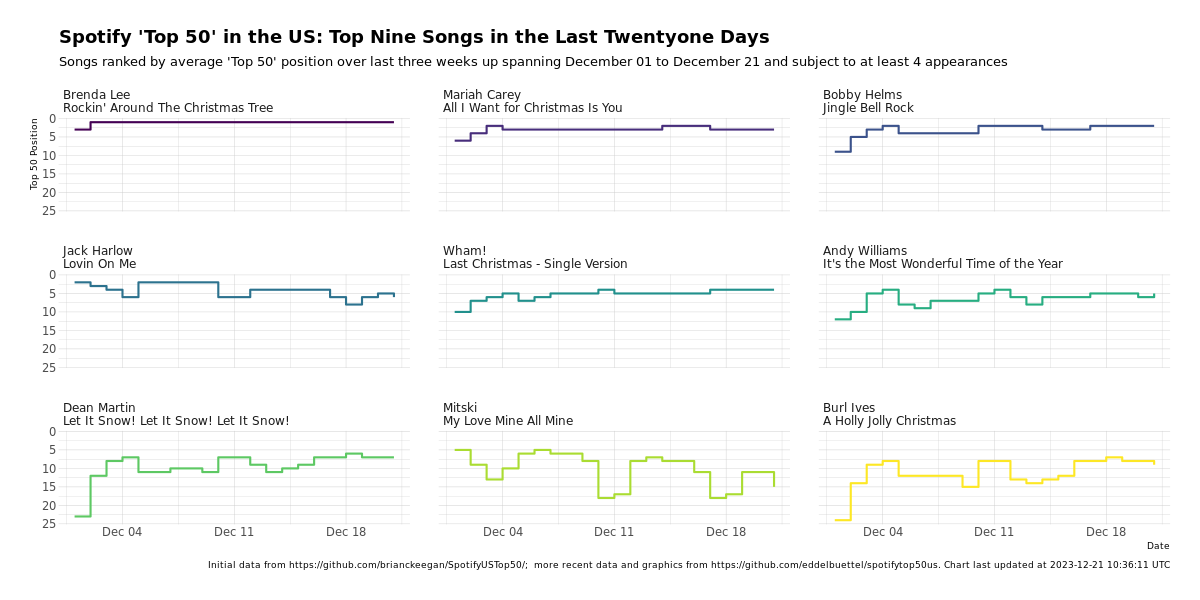 Spotify 'Top 50' in the US: Top Nine Songs in the Last Twentyone Days
Songs ranked by average 'Top 50' position over last three weeks up spanning December 01 to December 21 and subject to at least 4 appearances
Brenda Lee
Rockin' Around The Christmas Tree
Mariah Carey
All I Want for Christmas Is You
Bobby Helms
Jingle Bell Rock
Top 50 Position
0
5
10
15
20
25
Jack Harlow
Lovin On Me
Wham!
Last Christmas - Single Version
Andy Williams
It's the Most Wonderful Time of the Year
0
5
10
15
20
25
Dean Martin
Let It Snow! Let It Snow! Let It Snow!
Mitski
My Love Mine All Mine
Burl Ives
A Holly Jolly Christmas
0
5
10
15
20
25
Dec 04 Dec 11 Dec 18
Dec 04 Dec 11 Dec 18
Dec 04 Dec 11 Dec 18
Date
Initial data from https://github.com/brianckeegan/SpotifyUSTop50/;  more recent data and graphics from https://github.com/eddelbuettel/spotifytop50us. Chart last updated at 2023-12-21 10:36:11 UTC